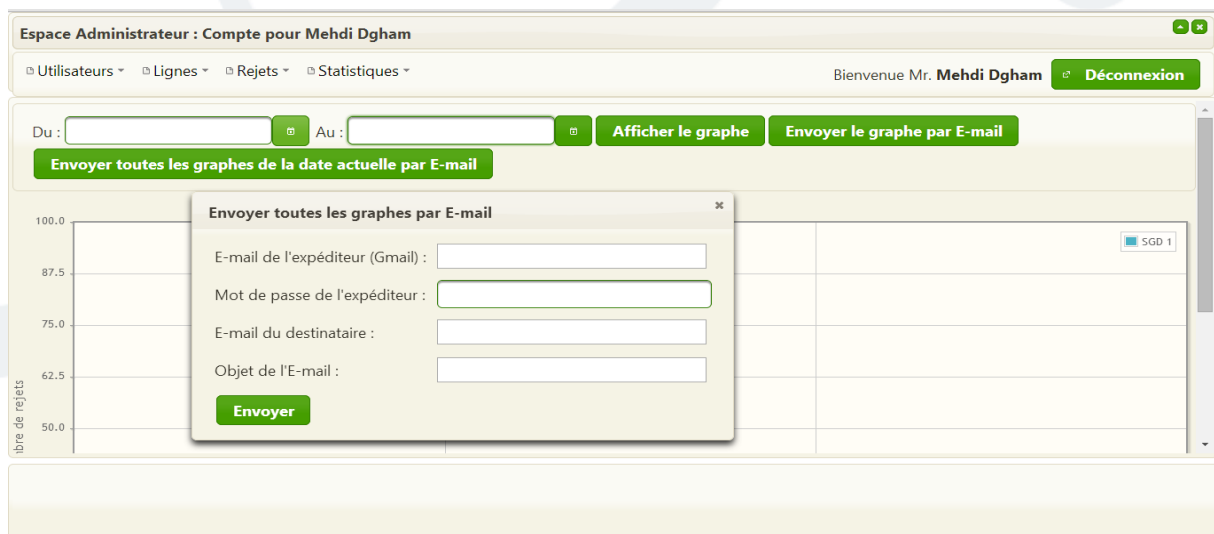 Espace Administrateur : Compte pour Mehdi Dgham
Utilisateurs Lignes Rejets Statistiques Bienvenue Mr. Mehdi Dgham Déconnexion
Du : Au : Afficher le graphe Envoyer le graphe par E-mail
Envoyer toutes les graphes de la date actuelle par E-mail
Envoyer toutes les graphes par E-mail
E-mail de l'expéditeur (Gmail) :
Mot de passe de l'expéditeur :
E-mail du destinataire :
Objet de l'E-mail :
Envoyer
100.0
87.5
75.0
62.5
50.0
SGD 1
de rejets